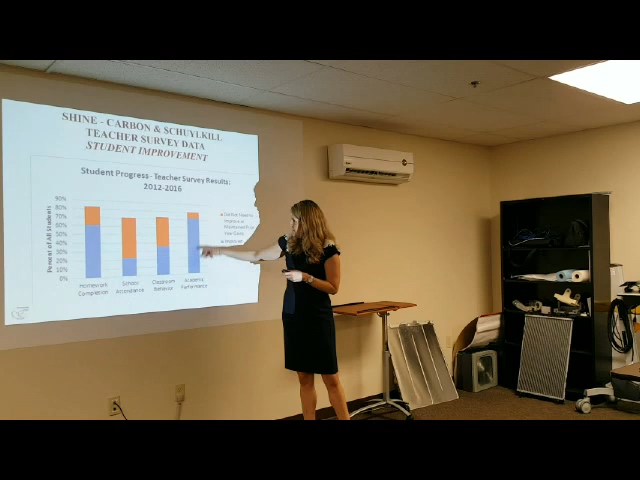 SHINE - CARBON & SCHUYLKILL
TEACHER SURVEY DATA
STUDENT IMPROVEMENT
Student Progress - Teacher Survey Results:
2012-2016
Percent of All Students
90%
80%
70%
60%
50%
40%
30%
20%
10%
0%
Homework
Completion
School
Attendance
Classroom
Behavior
Academic
Performance
Improved